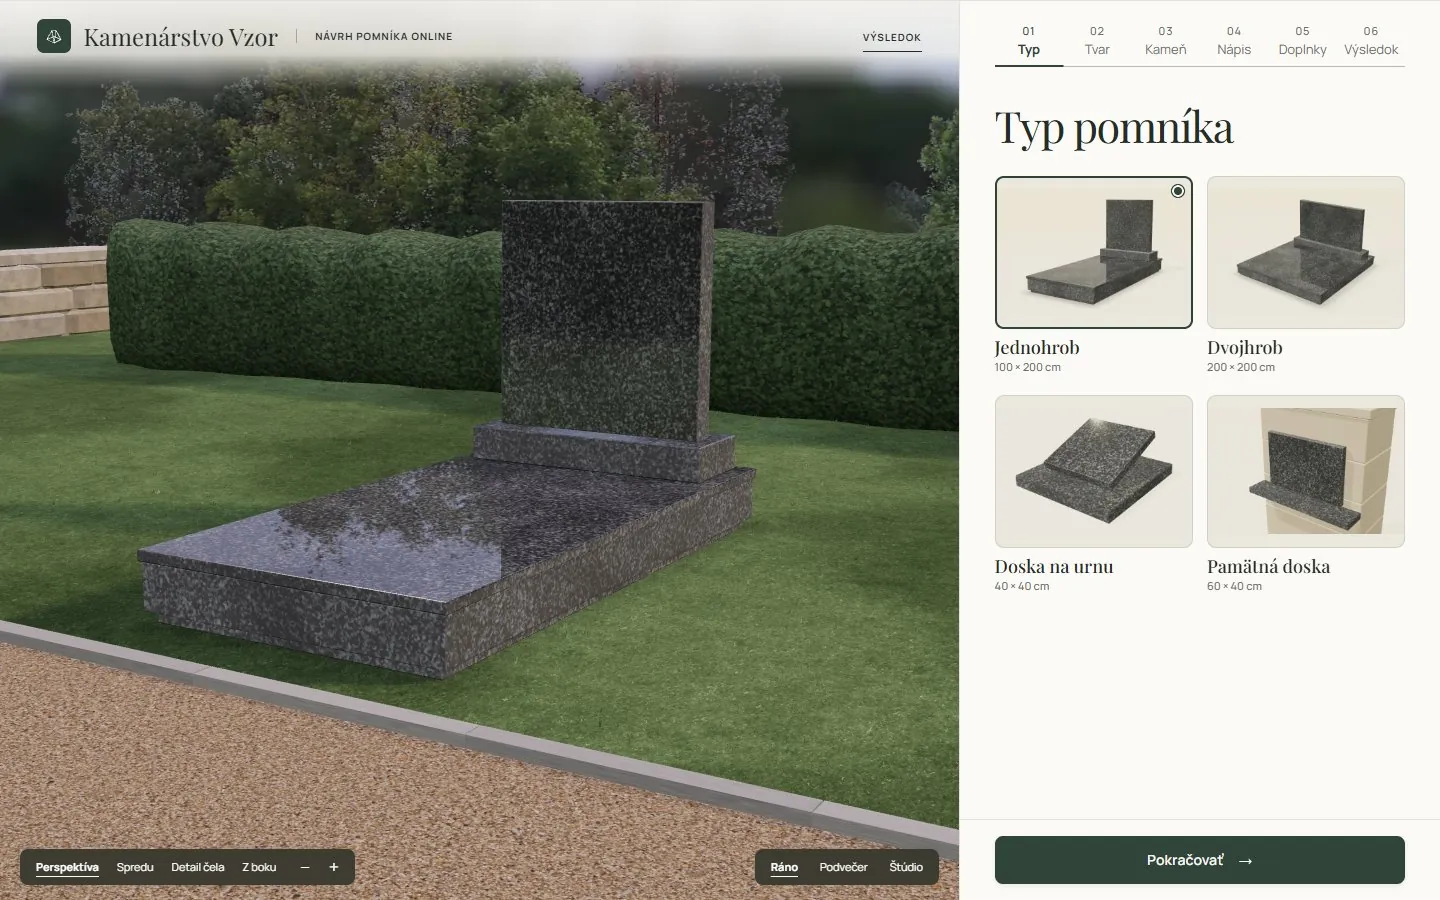 Kamenárstvo Vzor
NÁVRH POMNÍKA ONLINE
VÝSLEDOK
01
Typ
02
Tvar
03
Kameň
04
Nápis
05
Doplnky
06
Výsledok
Typ pomníka
Jednohrob
100 × 200 cm
Dvojhrob
200 × 200 cm
Doska na urnu
40 × 40 cm
Pamätná doska
60 × 40 cm
Perspektíva
Spredu
Detail čela
Z boku
− +
Ráno
Podvečer
Štúdio
Pokračovať →